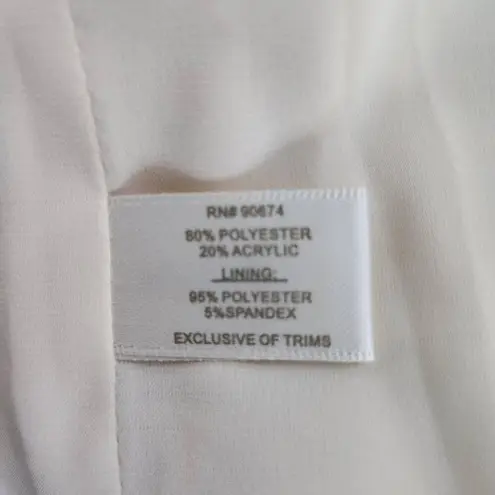 RN# 90674
80% POLYESTER
20% ACRYLIC
LINING:
95% POLYESTER
5%SPANDEX
EXCLUSIVE OF TRIMS